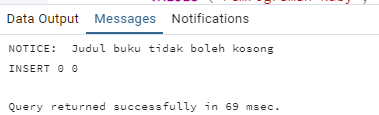 Data Output Messages Notifications
NOTICE:  Judul buku tidak boleh kosong
INSERT 0 0
Query returned successfully in 69 msec.